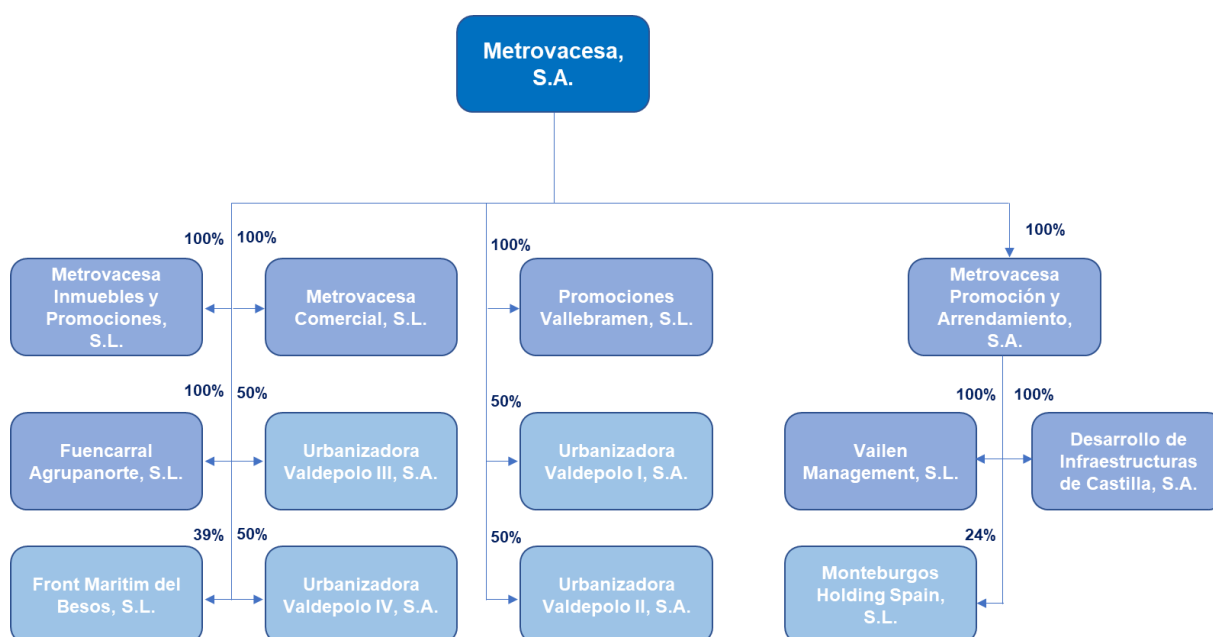 Metrovacesa,
S.A.
100%
100%
100%
100%
Metrovacesa
Inmuebles y
Promociones,
S.L.
Metrovacesa
Comercial, S.L.
Promociones
Vallebramen, S.L.
Metrovacesa
Promoción y
Arrendamiento,
S.A.
100%
50%
50%
100%
100%
Fuencarral
Agrupanorte, S.L.
Urbanizadora
Valdepolo III, S.A.
Urbanizadora
Valdepolo I, S.A.
Vailen
Management, S.L.
Desarrollo de
Infraestructuras
de Castilla, S.A.
39%
50%
50%
24%
Front Maritim del
Besos, S.L.
Urbanizadora
Valdepolo IV, S.A.
Urbanizadora
Valdepolo II, S.A.
Monteburgos
Holding Spain,
S.L.